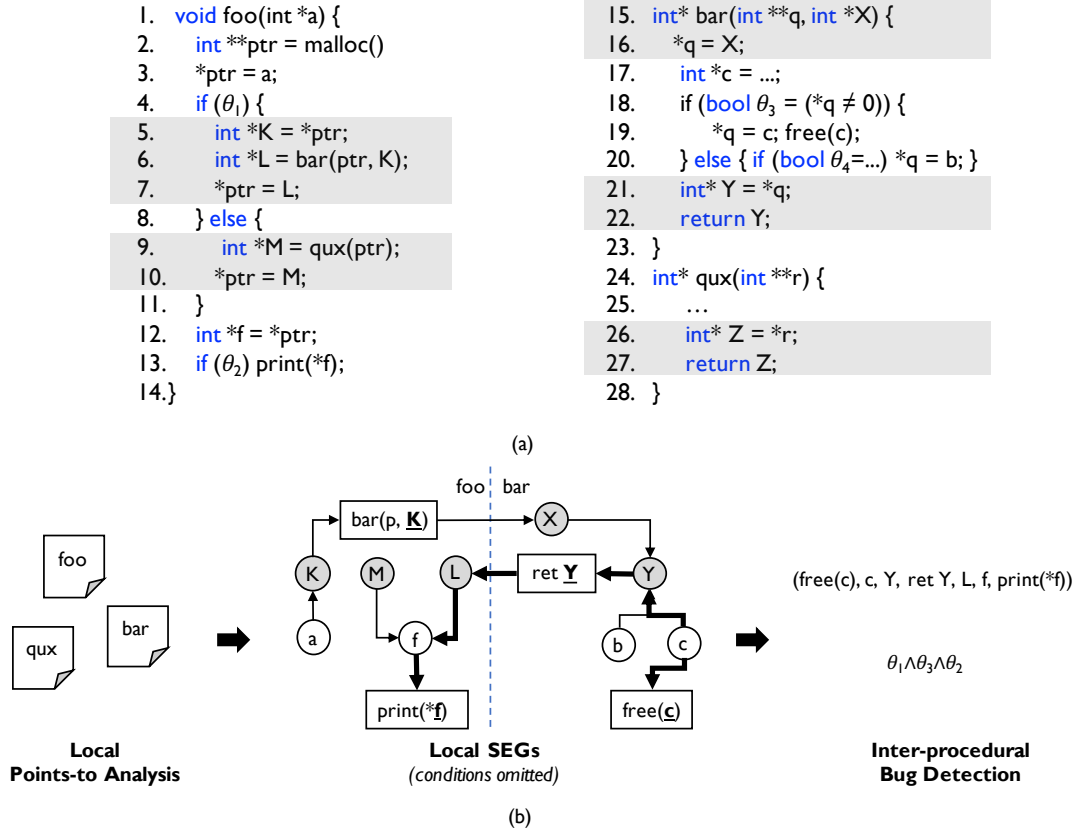 1. void foo(int *a) {
2. int **ptr = malloc()
3. *ptr = a;
4. if (θ1) {
5. int *K = *ptr;
6. int *L = bar(ptr, K);
7. *ptr = L;
8. } else {
9. int *M = qux(ptr);
10. *ptr = M;
11. }
12. int *f = *ptr;
13. if (θ2) print(*f);
14.}
15. int* bar(int **q, int *X) {
16. *q = X;
17. int *c = ...;
18. if (bool θ3 = (*q ≠ 0)) {
19. *q = c; free(c);
20. } else { if (bool θ4=...) *q = b; }
21. int* Y = *q;
22. return Y;
23. }
24. int* qux(int **r) {
25. …
26. int* Z = *r;
27. return Z;
28. }
(a)
foo bar
bar(p, K)
X
foo
K
M
L
ret Y
Y
(free(c), c, Y, ret Y, L, f, print(*f))
bar
qux
a
f
b
c
θ1∧θ3∧θ2
print(*f)
free(c)
Local
Points-to Analysis
Local SEGs
(conditions omitted)
Inter-procedural
Bug Detection
(b)